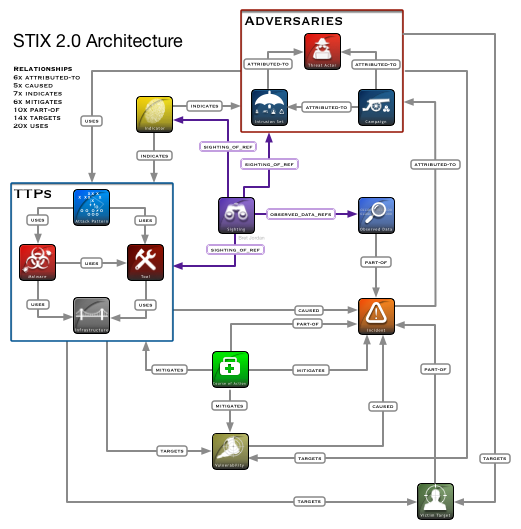 STIX 2.0 Architecture
ADVERSARIES
Relationships
6x ATTRIBUTED-TO
5x CAUSED
7x INDICATES
6x MITIGATES
10x PART-OF
14x TARGETS
20x USES
Threat Actor
ATTRIBUTED-TO
ATTRIBUTED-TO
ATTRIBUTED-TO
Intrusion Set
Campaign
Indicator
INDICATES
USES
SIGHTING_OF_REF
INDICATES
SIGHTING_OF_REF
ATTRIBUTED-TO
TTPs
Attack Pattern
USES
USES
Sighting
OBSERVED_DATA_REFS
Observed Data
SIGHTING_OF_REF
Malware
USES
Tool
PART-OF
USES
USES
Infrastructure
CAUSED
PART-OF
Incident
MITIGATES
MITIGATES
PART-OF
MITIGATES
CAUSED
TARGETS
Vulnerability
TARGETS
TARGETS
TARGETS
Victim Target